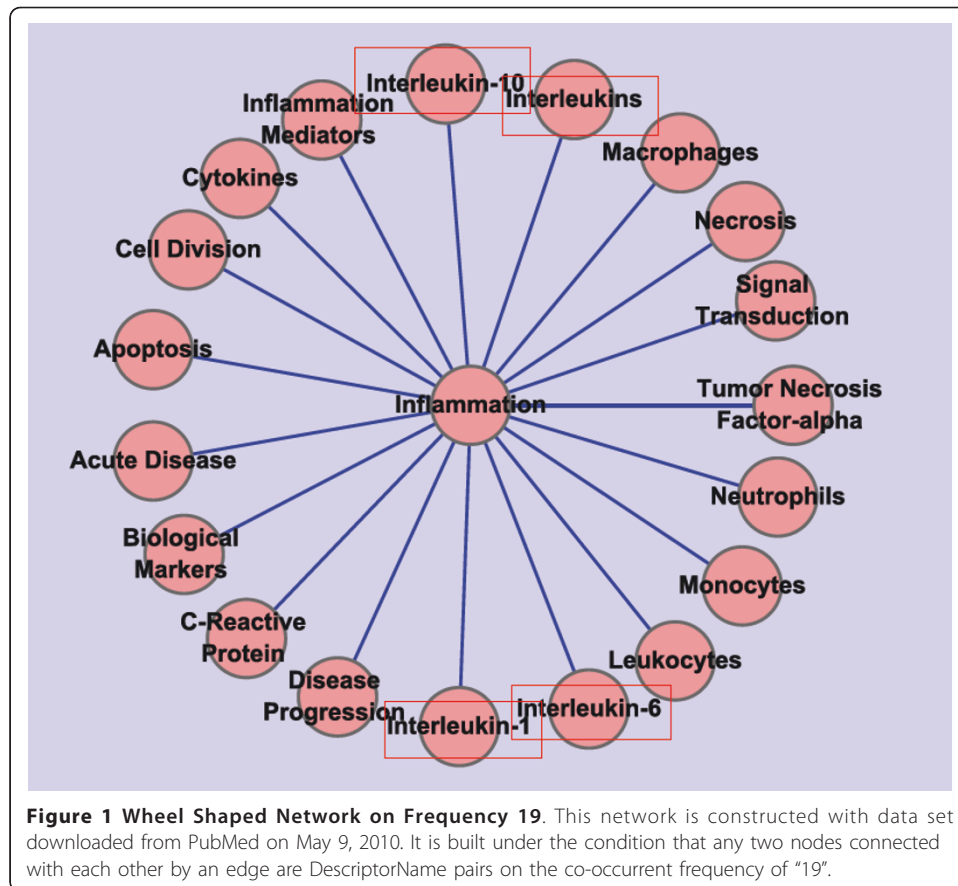 Interleukin-10
Interleukins
Inflammation
Mediators
Macrophages
Cytokines
Necrosis
Cell Division
Signal
Transduction
Apoptosis
Tumor Necrosis
Factor-alpha
Inflammation
Acute Disease
Neutrophils
Biological
Markers
Monocytes
C-Reactive
Protein
Leukocytes
Disease
Progression
Interleukin-6
Interleukin-1
Figure 1 Wheel Shaped Network on Frequency 19. This network is constructed with data set
downloaded from PubMed on May 9, 2010. It is built under the condition that any two nodes connected
with each other by an edge are DescriptorName pairs on the co-occurrent frequency of “19”.